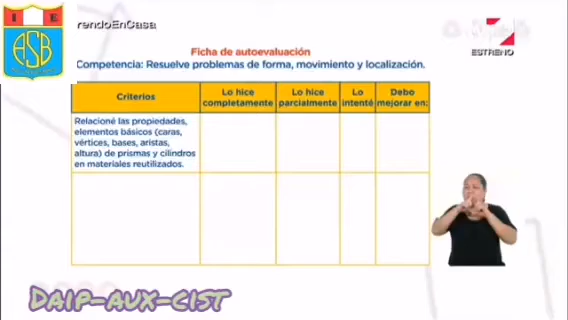 I E
ASB
rendoEnCasa
ESTRENO
Ficha de autoevaluación
Competencia: Resuelve problemas de forma, movimiento y localización.
Criterios
Lo hice
completamente
Lo hice
parcialmente
Lo
intenté
Debo
mejorar en:
Relacioné las propiedades,
elementos básicos (caras,
vértices, bases, aristas,
altura) de prismas y cilindros
en materiales reutilizados.
Daip-aux-cist